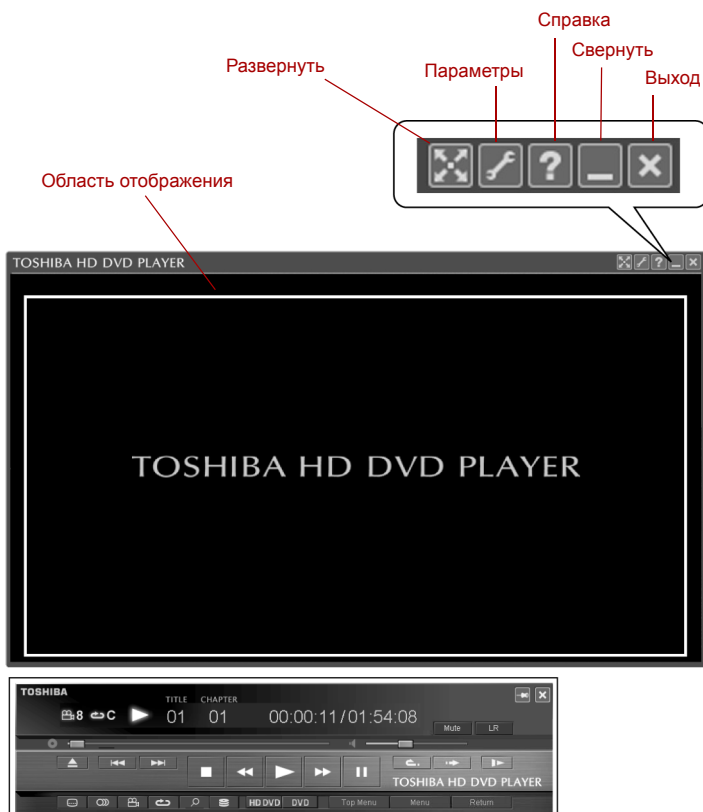 Справка
Свернуть
Развернуть
Параметры
Выход
Область отображения
TOSHIBA HD DVD PLAYER
TOSHIBA HD DVD PLAYER
TOSHIBA
TITLE CHAPTER
8 C 01 01 00:00:11/01:54:08
Mute LR
TOSHIBA HD DVD PLAYER
HD DVD DVD Top Menu Menu Return